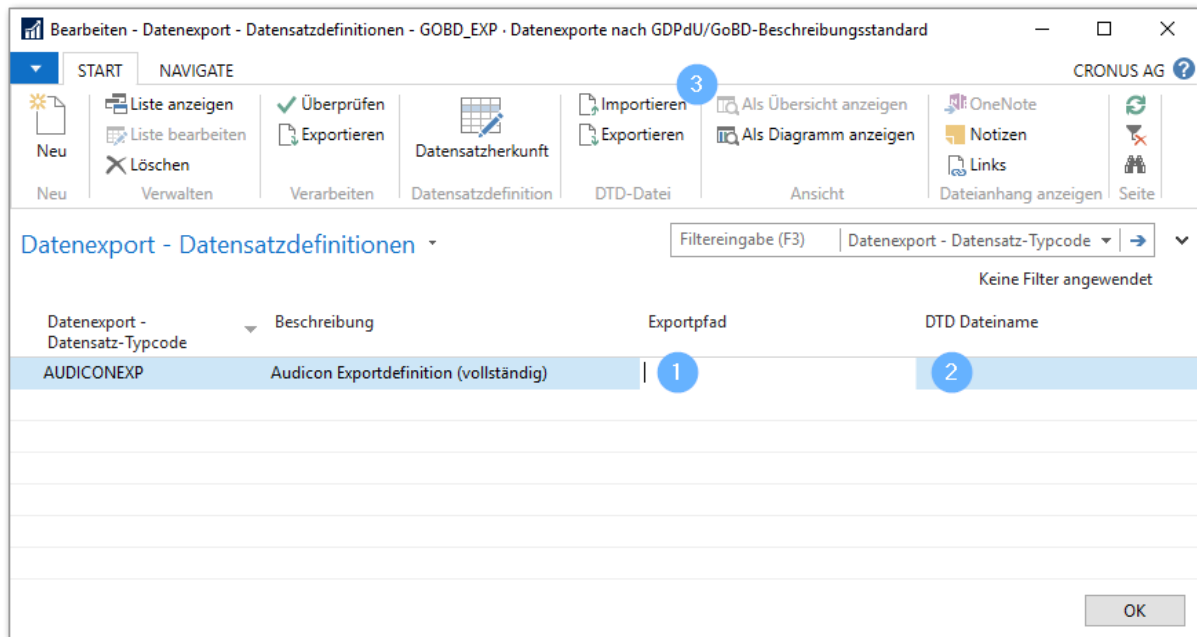 Bearbeiten - Datenexport - Datensatzdefinitionen - GOBD_EXP · Datenexporte nach GDPdU/GoBD-Beschreibungsstandard
START NAVIGATE CRONUS AG ?
3
Neu
Liste anzeigen
Liste bearbeiten
Löschen
Überprüfen
Exportieren
Datensatzherkunft
Importieren
Exportieren
Als Übersicht anzeigen
Als Diagramm anzeigen
OneNote
Notizen
Links
Neu Verwalten Verarbeiten Datensatzdefinition DTD-Datei Ansicht Dateianhang anzeigen Seite
Datenexport - Datensatzdefinitionen
Filtereingabe (F3) Datenexport - Datensatz-Typcode
Keine Filter angewendet
Datenexport -
Datensatz-Typcode
Beschreibung Exportpfad DTD Dateiname
AUDICONEXP Audicon Exportdefinition (vollständig) 1 2
OK